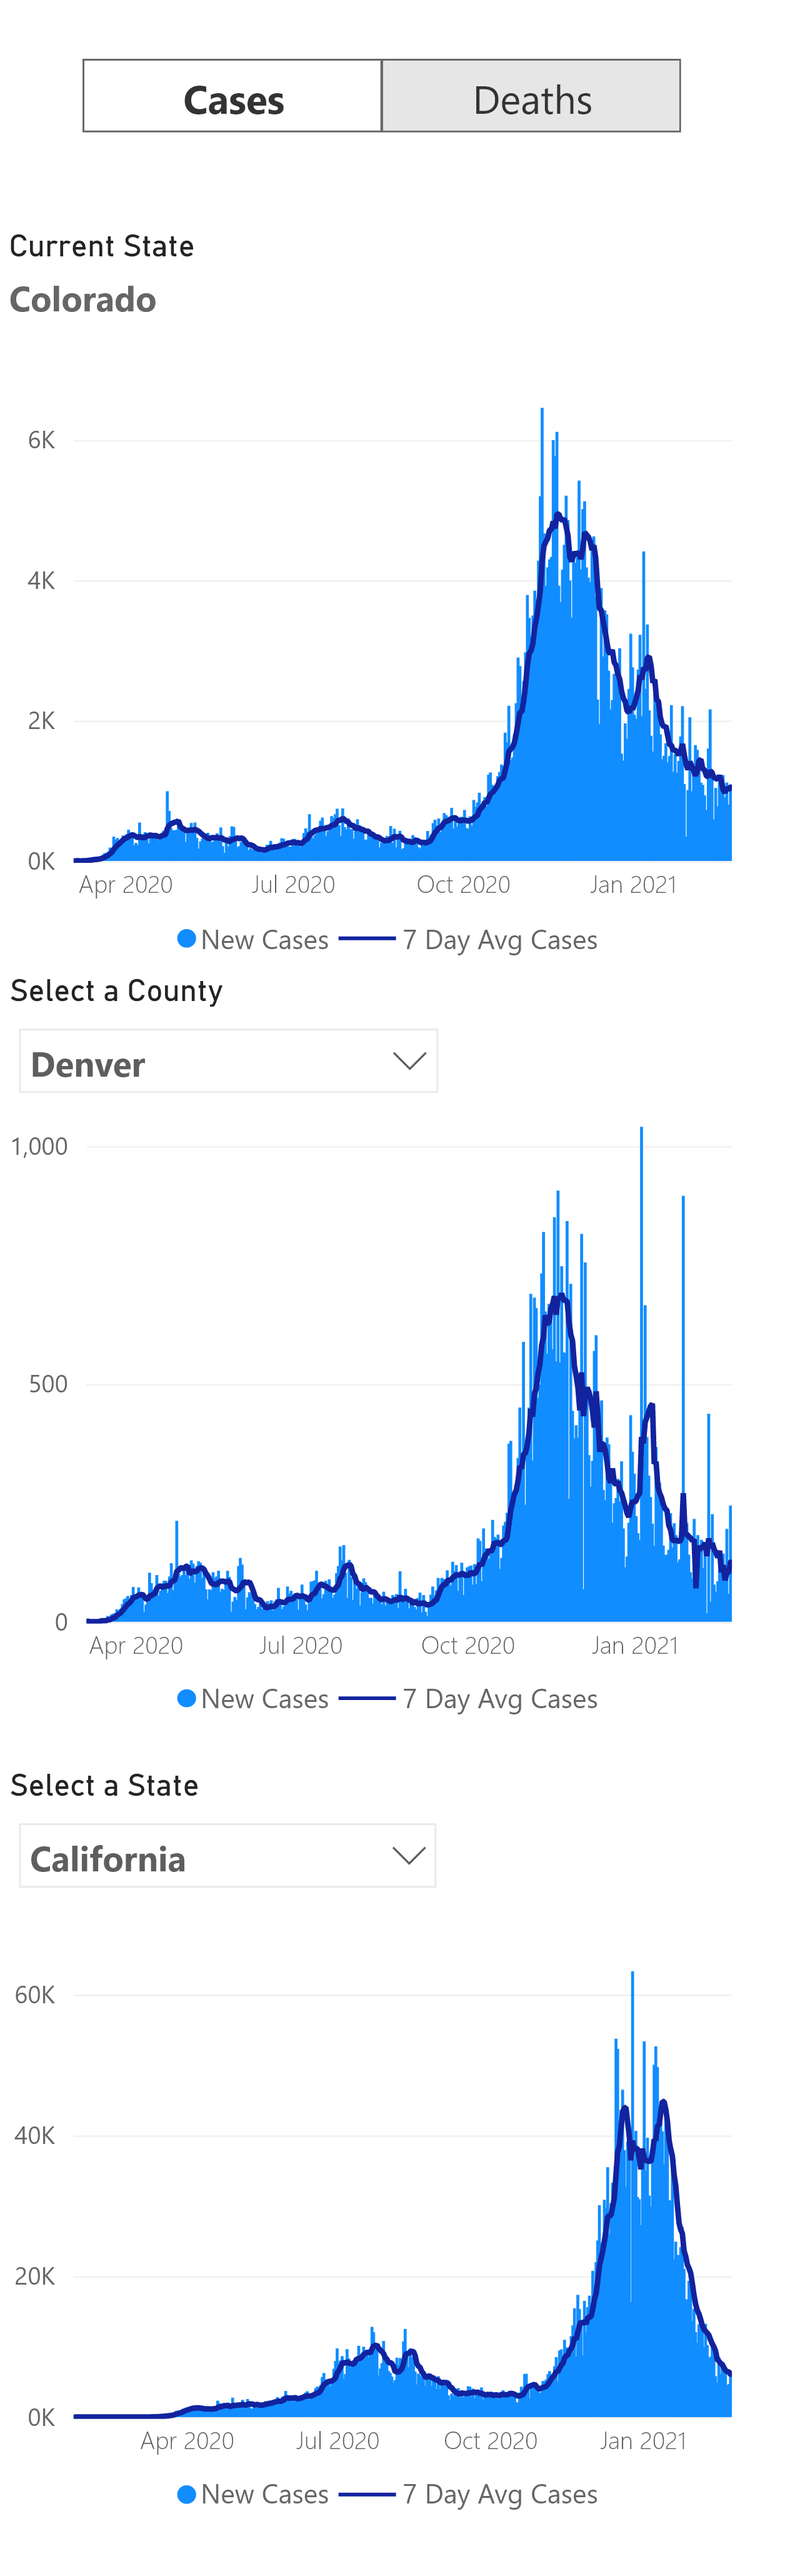 Cases Deaths
Current State
Colorado
6K
4K
2K
0K
Apr 2020 Jul 2020 Oct 2020 Jan 2021
New Cases 7 Day Avg Cases
Select a County
Denver
1,000
500
0
Apr 2020 Jul 2020 Oct 2020 Jan 2021
New Cases 7 Day Avg Cases
Select a State
California
60K
40K
20K
0K
Apr 2020 Jul 2020 Oct 2020 Jan 2021
New Cases 7 Day Avg Cases